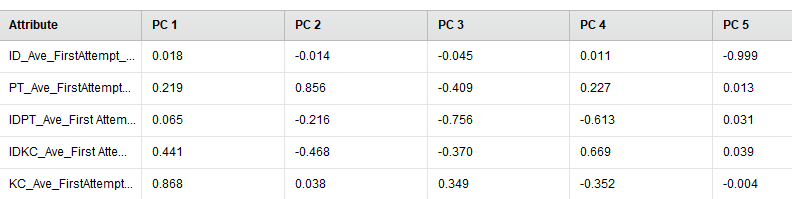 Attribute PC 1 PC 2 PC 3 PC 4 PC 5
ID_Ave_FirstAttempt_... 0.018 -0.014 -0.045 0.011 -0.999
PT_Ave_FirstAttempt... 0.219 0.856 -0.409 0.227 0.013
IDPT_Ave_First Attem... 0.065 -0.216 -0.756 -0.613 0.031
IDKC_Ave_First Atte... 0.441 -0.468 -0.370 0.669 0.039
KC_Ave_FirstAttempt... 0.868 0.038 0.349 -0.352 -0.004